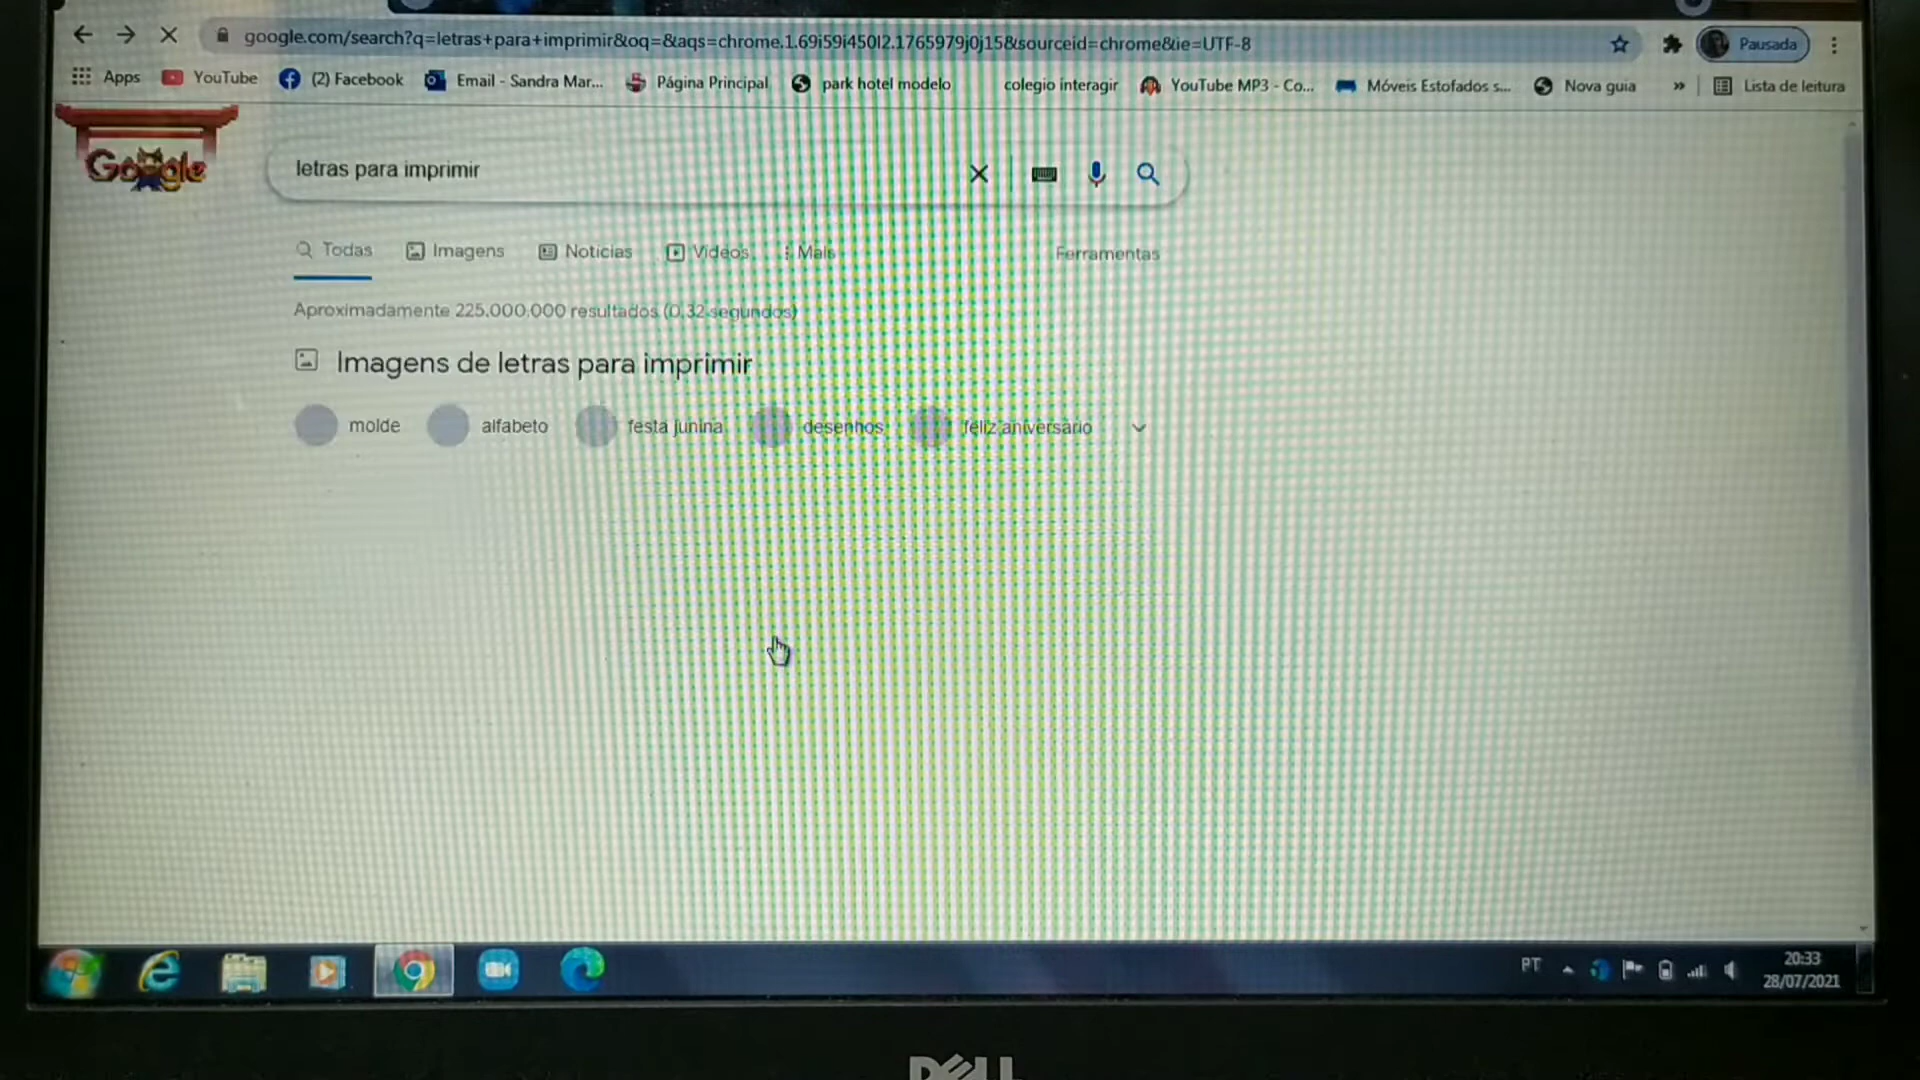 google.com/search?q=letras+para+imprimir&oq=&aqs=chrome.1.69i59i450l2.1765979j0j15&sourceid=chrome&ie=UTF-8
Pausada
Apps YouTube (2) Facebook Email - Sandra Mar... Página Principal park hotel modelo colegio interagir YouTube MP3 - Co... Móveis Estofados s... Nova guia » Lista de leitura
Google
letras para imprimir
Todas Imagens Notícias Vídeos Mais Ferramentas
Aproximadamente 225.000.000 resultados (0,32 segundos)
Imagens de letras para imprimir
molde alfabeto festa junina desenhos feliz aniversário
PT
20:33
28/07/2021
DELL